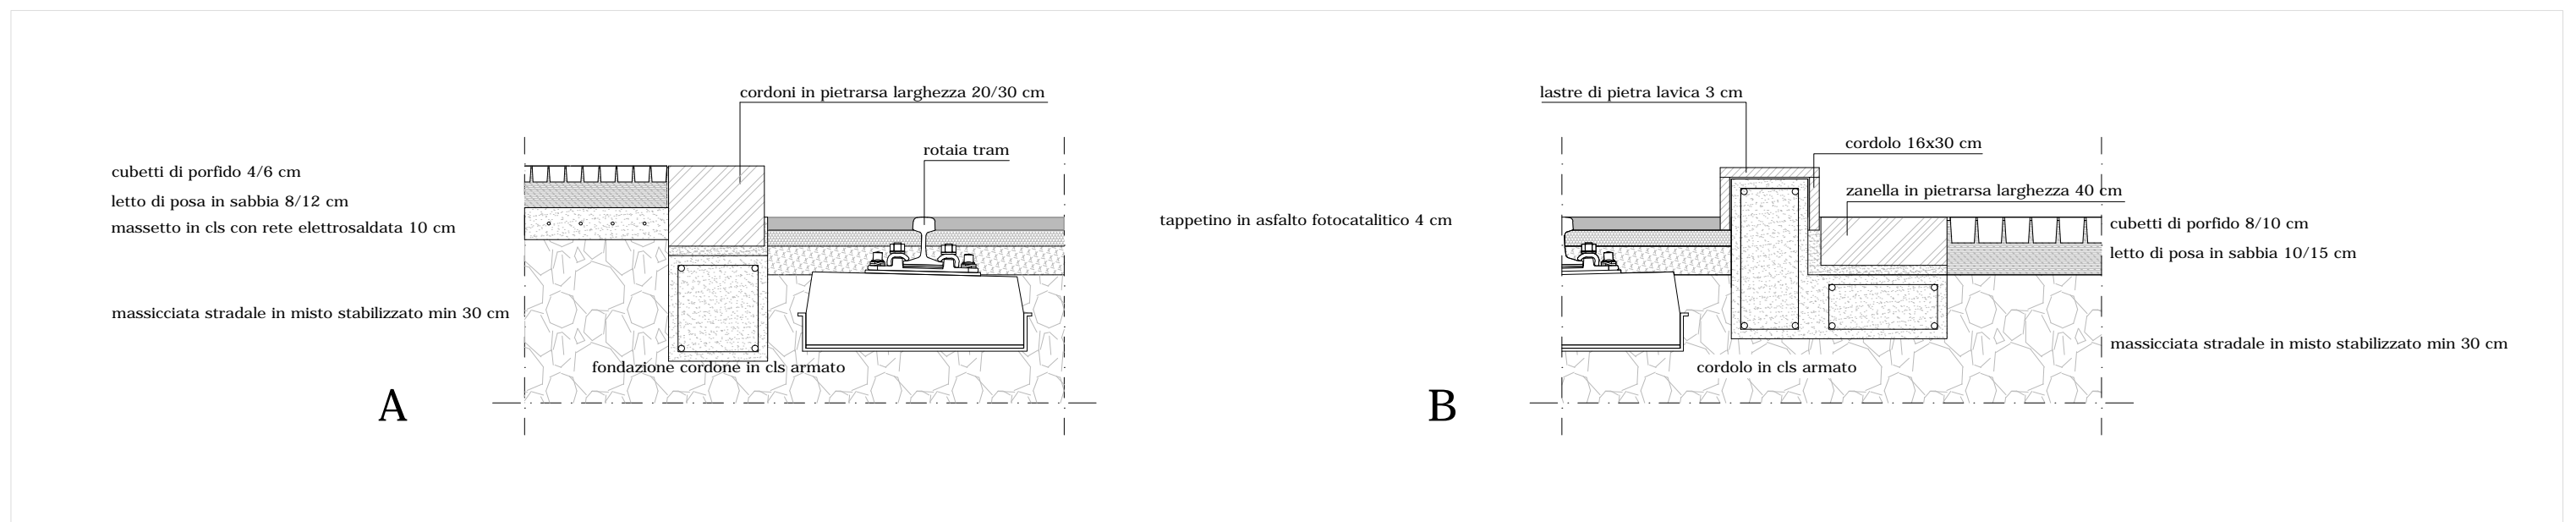 cordoni in pietrarsa larghezza 20/30 cm
rotaia tram
cubetti di porfido 4/6 cm
letto di posa in sabbia 8/12 cm
massetto in cls con rete elettrosaldata 10 cm
massicciata stradale in misto stabilizzato min 30 cm
fondazione cordone in cls armato
A
lastre di pietra lavica 3 cm
cordolo 16x30 cm
zanella in pietrarsa larghezza 40 cm
tappetino in asfalto fotocatalitico 4 cm
cubetti di porfido 8/10 cm
letto di posa in sabbia 10/15 cm
massicciata stradale in misto stabilizzato min 30 cm
cordolo in cls armato
B